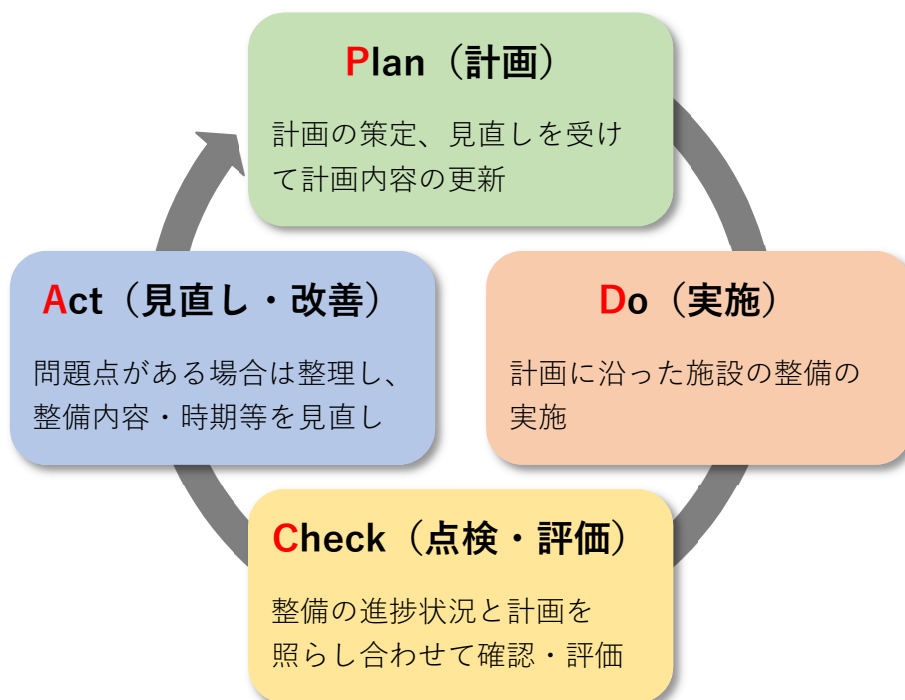 Plan（計画）
計画の策定、見直しを受け
て計画内容の更新
Act（見直し・改善）
問題点がある場合は整理し、
整備内容・時期等を見直し
Do（実施）
計画に沿った施設の整備の
実施
Check（点検・評価）
整備の進捗状況と計画を
照らし合わせて確認・評価